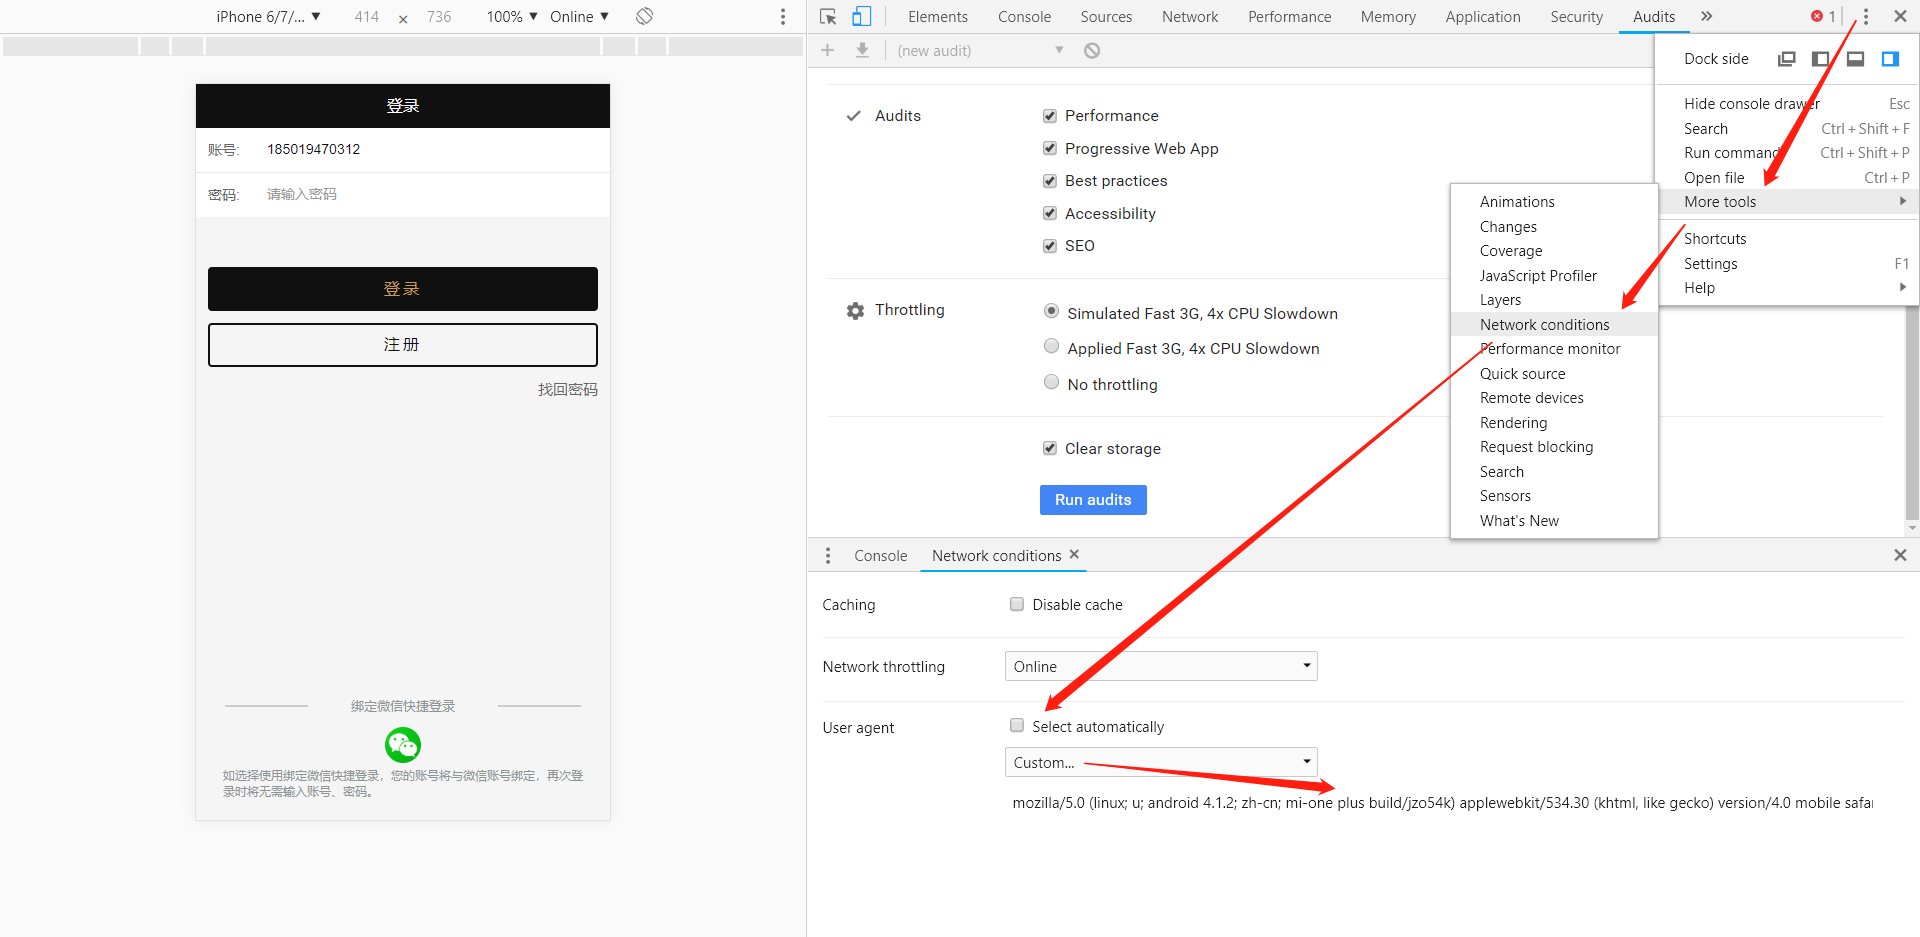 iPhone 6/7/... ▼ 414 × 736 100% ▼ Online ▼
登录
账号: 185019470312
密码: 请输入密码
登录
注册
找回密码
绑定微信快捷登录
如选择使用绑定微信快捷登录，您的账号将与微信账号绑定，再次登
录时将无需输入账号、密码。
Elements Console Sources Network Performance Memory Application Security Audits » 1
(new audit)
Audits
Performance
Progressive Web App
Best practices
Accessibility
SEO
Throttling
Simulated Fast 3G, 4x CPU Slowdown
Applied Fast 3G, 4x CPU Slowdown
No throttling
Clear storage
Run audits
Dock side
Hide console drawer Esc
Search Ctrl + Shift + F
Run command Ctrl + Shift + P
Open file Ctrl + P
More tools
Shortcuts
Settings F1
Help
Animations
Changes
Coverage
JavaScript Profiler
Layers
Network conditions
Performance monitor
Quick source
Remote devices
Rendering
Request blocking
Search
Sensors
What's New
Console Network conditions ×
Caching Disable cache
Network throttling Online
User agent Select automatically
Custom...
mozilla/5.0 (linux; u; android 4.1.2; zh-cn; mi-one plus build/jzo54k) applewebkit/534.30 (khtml, like gecko) version/4.0 mobile safar